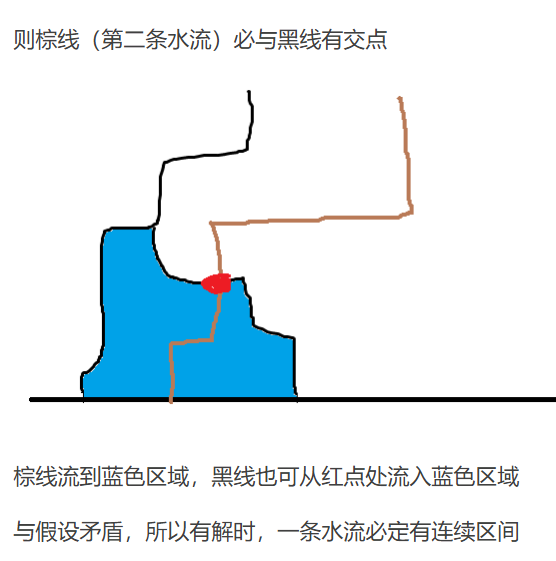 则棕线（第二条水流）必与黑线有交点
棕线流到蓝色区域，黑线也可从红点处流入蓝色区域
与假设矛盾，所以有解时，一条水流必定有连续区间